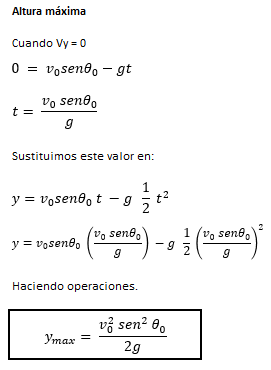 Altura máxima
Cuando Vy = 0
0 = v₀senθ₀ − gt
t = v₀ senθ₀ / g
Sustituimos este valor en:
y = v₀senθ₀ t − g 1/2 t²
y = v₀senθ₀ (v₀ senθ₀ / g) − g 1/2 (v₀ senθ₀ / g)²
Haciendo operaciones.
yₘₐₓ = v₀² sen² θ₀ / 2g